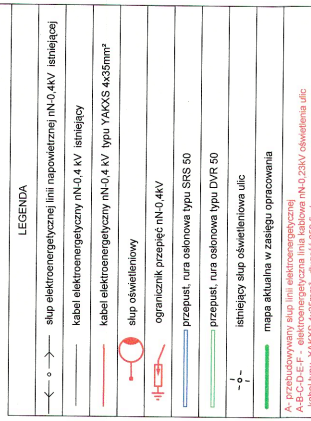 LEGENDA
słup elektroenergetycznej linii napowietrznej nN-0,4kV istniejącej
kabel elektroenergetyczny nN-0,4 kV istniejący
kabel elektroenergetyczny nN-0,4 kV typu YAKXS 4x35mm²
słup oświetleniowy
ogranicznik przepięć nN-0,4kV
przepust, rura osłonowa typu SRS 50
przepust, rura osłonowa typu DVR 50
istniejący słup oświetleniowa ulic
mapa aktualna w zasięgu opracowania
A- przebudowywany słup linii elektroenergetycznej
A-B-C-D-E-F - elektroenergetyczna linia kablowa nN-0,23kV oświetlenia ulic